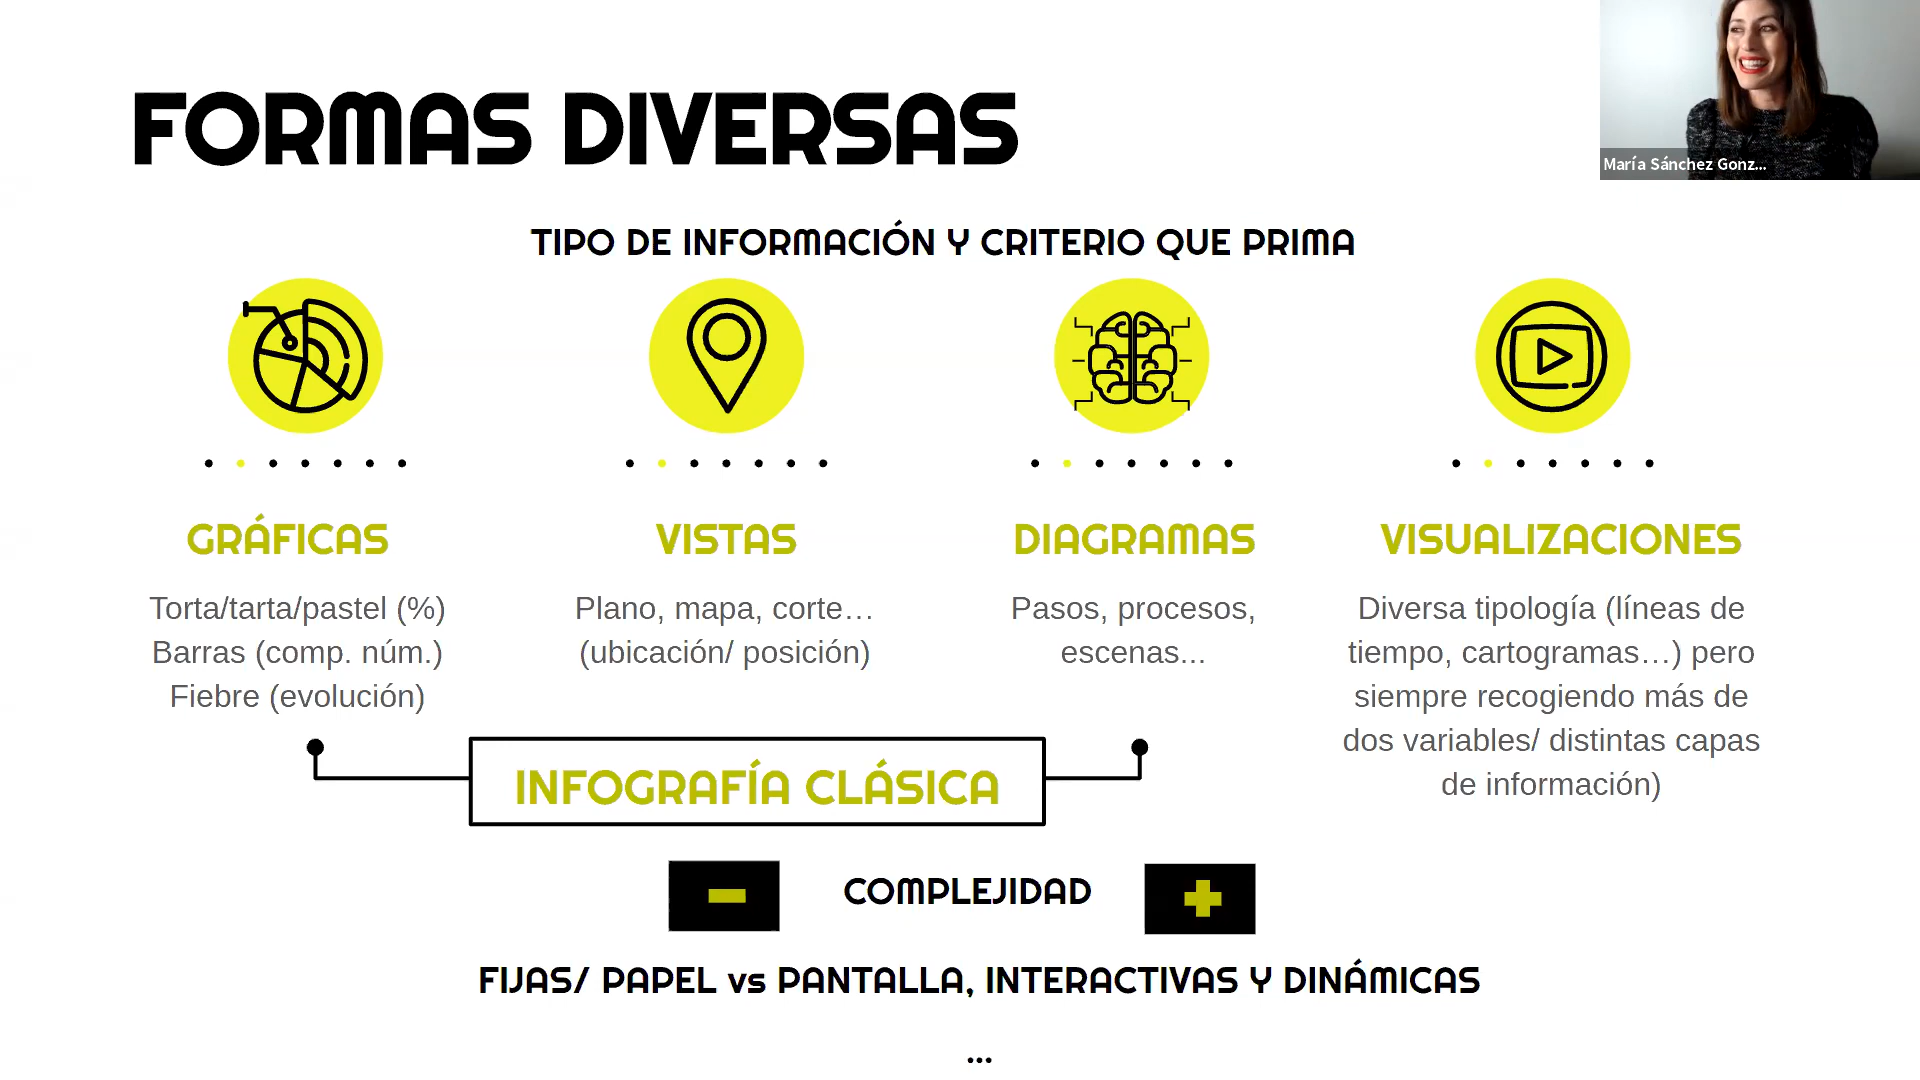 FORMAS DIVERSAS
María Sánchez Gonz...
TIPO DE INFORMACIÓN Y CRITERIO QUE PRIMA
GRÁFICAS
Torta/tarta/pastel (%)
Barras (comp. núm.)
Fiebre (evolución)
VISTAS
Plano, mapa, corte…
(ubicación/ posición)
DIAGRAMAS
Pasos, procesos,
escenas...
VISUALIZACIONES
Diversa tipología (líneas de
tiempo, cartogramas…) pero
siempre recogiendo más de
dos variables/ distintas capas
de información)
INFOGRAFÍA CLÁSICA
COMPLEJIDAD
FIJAS/ PAPEL vs PANTALLA, INTERACTIVAS Y DINÁMICAS
...